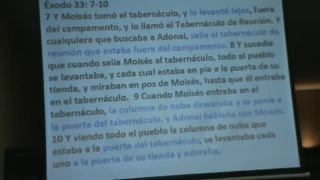 Éxodo 33: 7-10
7 Y Moisés tomó el tabernáculo, y lo levantó lejos, fuera
del campamento, y lo llamó el Tabernáculo de Reunión. Y
cualquiera que buscaba a Adonai, salía al tabernáculo de
reunión que estaba fuera del campamento. 8 Y sucedía
que cuando salía Moisés al tabernáculo, todo el pueblo
se levantaba, y cada cual estaba en pie a la puerta de su
tienda, y miraban en pos de Moisés, hasta que él entraba
en el tabernáculo. 9 Cuando Moisés entraba en el
tabernáculo, la columna de nube descendía y se ponía a
la puerta del tabernáculo, y Adonai hablaba con Moisés.
10 Y viendo todo el pueblo la columna de nube que
estaba a la puerta del tabernáculo, se levantaba cada
uno a la puerta de su tienda y adoraba.